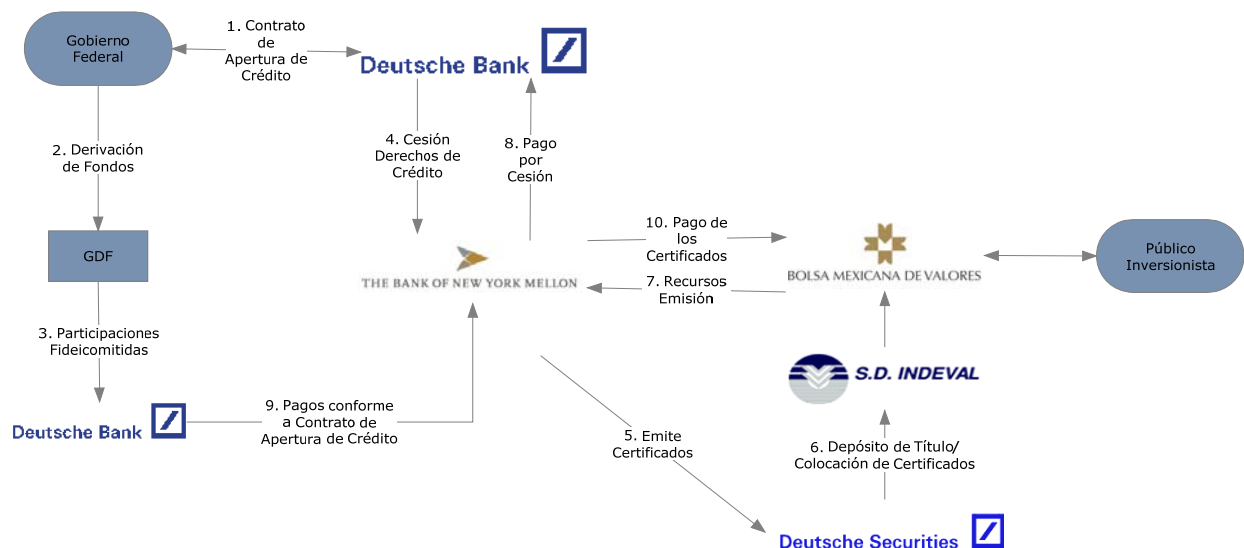 Gobierno
Federal
1. Contrato
de
Apertura de
Crédito
Deutsche Bank
2. Derivación
de Fondos
4. Cesión
Derechos de
Crédito
8. Pago
por
Cesión
GDF
10. Pago de
los
Certificados
THE BANK OF NEW YORK MELLON
7. Recursos
Emisión
BOLSA MEXICANA DE VALORES
Público
Inversionista
3. Participaciones
Fideicomitidas
S.D. INDEVAL
Deutsche Bank
9. Pagos conforme
a Contrato de
Apertura de Crédito
5. Emite
Certificados
6. Depósito de Título/
Colocación de Certificados
Deutsche Securities